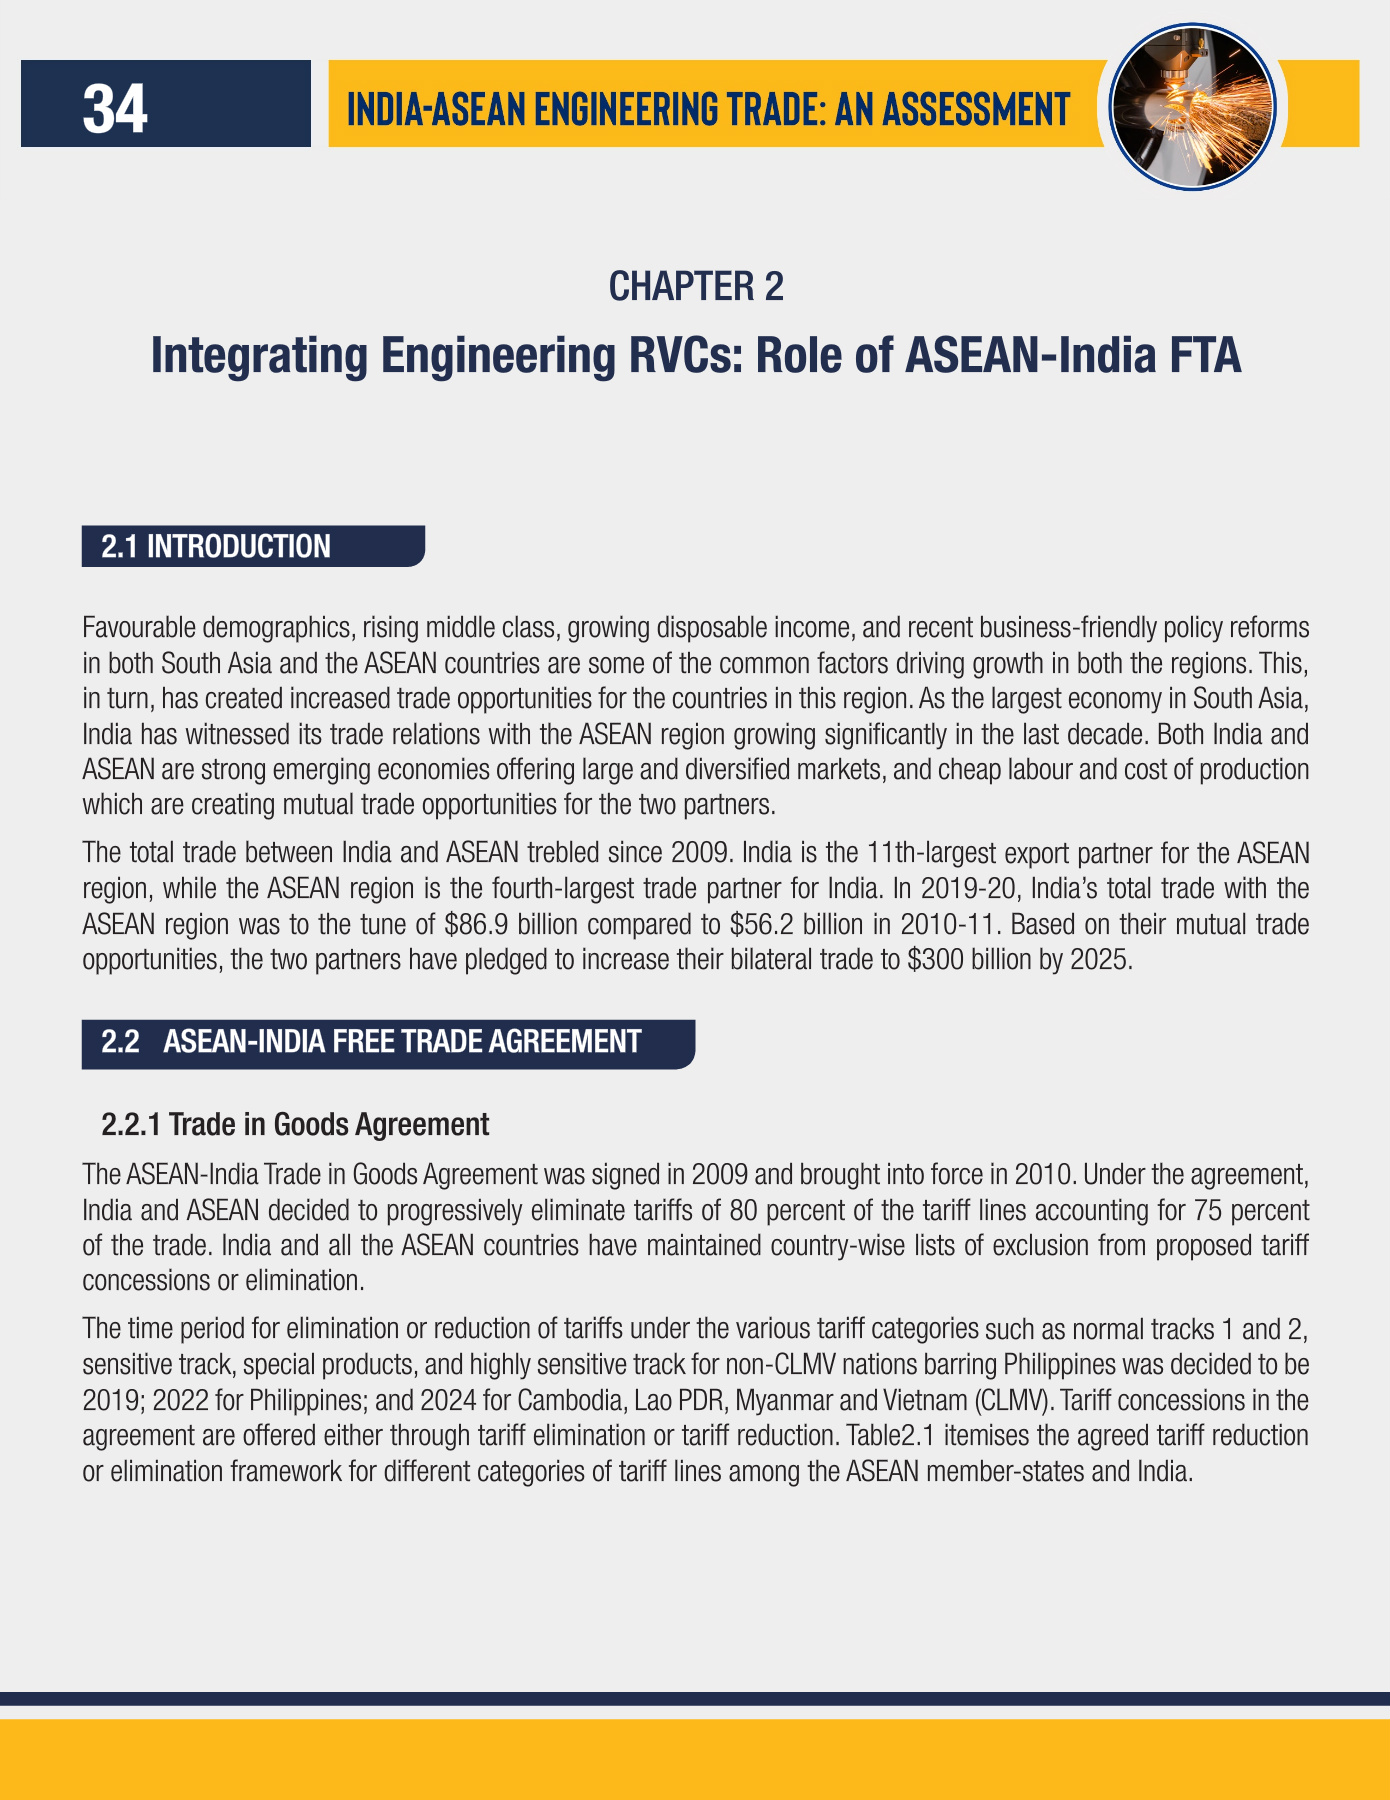 34
INDIA-ASEAN ENGINEERING TRADE: AN ASSESSMENT
CHAPTER 2
Integrating Engineering RVCs: Role of ASEAN-India FTA
2.1 INTRODUCTION
Favourable demographics, rising middle class, growing disposable income, and recent business-friendly policy reforms
in both South Asia and the ASEAN countries are some of the common factors driving growth in both the regions. This,
in turn, has created increased trade opportunities for the countries in this region. As the largest economy in South Asia,
India has witnessed its trade relations with the ASEAN region growing significantly in the last decade. Both India and
ASEAN are strong emerging economies offering large and diversified markets, and cheap labour and cost of production
which are creating mutual trade opportunities for the two partners.
The total trade between India and ASEAN trebled since 2009. India is the 11th-largest export partner for the ASEAN
region, while the ASEAN region is the fourth-largest trade partner for India. In 2019-20, India’s total trade with the
ASEAN region was to the tune of $86.9 billion compared to $56.2 billion in 2010-11. Based on their mutual trade
opportunities, the two partners have pledged to increase their bilateral trade to $300 billion by 2025.
2.2 ASEAN-INDIA FREE TRADE AGREEMENT
2.2.1 Trade in Goods Agreement
The ASEAN-India Trade in Goods Agreement was signed in 2009 and brought into force in 2010. Under the agreement,
India and ASEAN decided to progressively eliminate tariffs of 80 percent of the tariff lines accounting for 75 percent
of the trade. India and all the ASEAN countries have maintained country-wise lists of exclusion from proposed tariff
concessions or elimination.
The time period for elimination or reduction of tariffs under the various tariff categories such as normal tracks 1 and 2,
sensitive track, special products, and highly sensitive track for non-CLMV nations barring Philippines was decided to be
2019; 2022 for Philippines; and 2024 for Cambodia, Lao PDR, Myanmar and Vietnam (CLMV). Tariff concessions in the
agreement are offered either through tariff elimination or tariff reduction. Table2.1 itemises the agreed tariff reduction
or elimination framework for different categories of tariff lines among the ASEAN member-states and India.